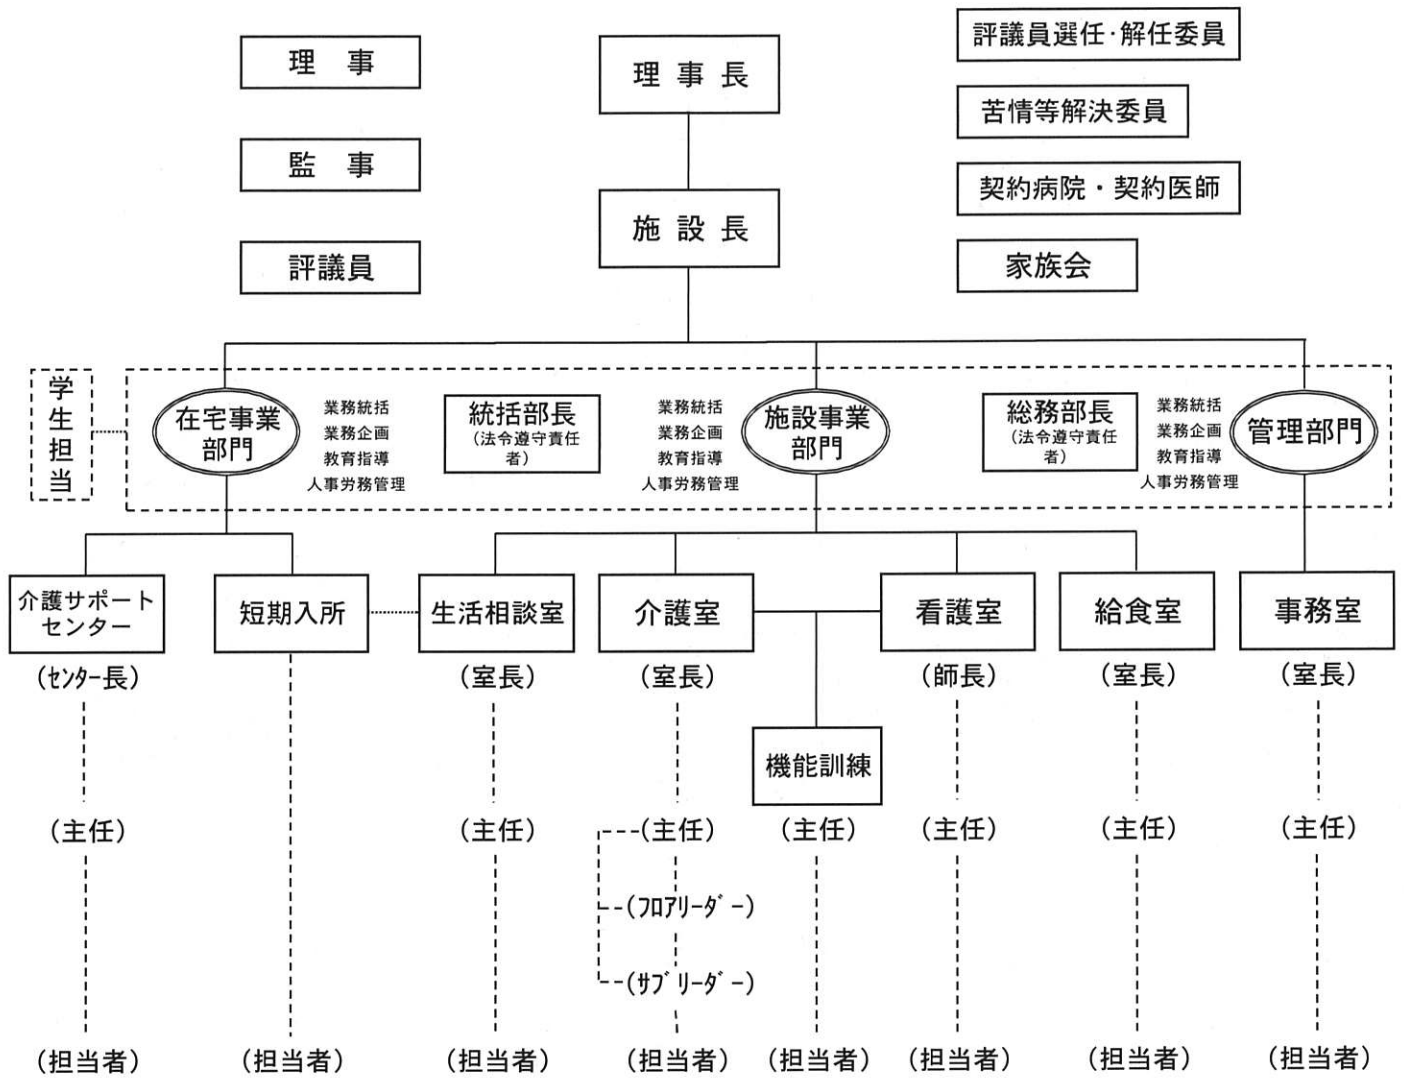 理　事
監　事
評議員
理 事 長
施 設 長
評議員選任・解任委員
苦情等解決委員
契約病院・契約医師
家族会
学
生
担
当
在宅事業
部門
業務統括
業務企画
教育指導
人事労務管理
統括部長
（法令遵守責任
者）
業務統括
業務企画
教育指導
人事労務管理
施設事業
部門
総務部長
（法令遵守責任
者）
業務統括
業務企画
教育指導
人事労務管理
管理部門
介護サポート
センター
短期入所
生活相談室
介護室
看護室
給食室
事務室
（ｾﾝﾀｰ長）
（室長）
（室長）
（師長）
（室長）
（室長）
機能訓練
（主任）
（主任）
（主任）
（主任）
（主任）
（主任）
（主任）
（ﾌﾛｱﾘｰﾀﾞｰ）
（ｻﾌﾞﾘｰﾀﾞｰ）
（担当者）
（担当者）
（担当者）
（担当者）
（担当者）
（担当者）
（担当者）
（担当者）